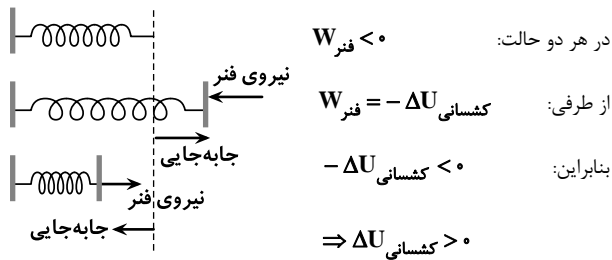 در هر دو حالت: W فنر < ۰
نیروی فنر
از طرفی: W فنر = − ΔU کشسانی
جابه‌جایی
بنابراین: − ΔU کشسانی < ۰
نیروی فنر
جابه‌جایی
⇒ ΔU کشسانی > ۰